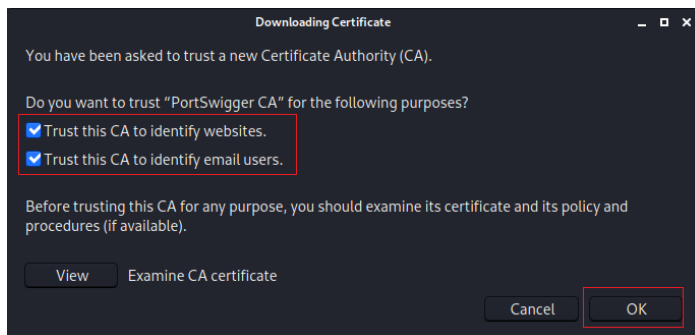 Downloading Certificate
You have been asked to trust a new Certificate Authority (CA).
Do you want to trust “PortSwigger CA” for the following purposes?
Trust this CA to identify websites.
Trust this CA to identify email users.
Before trusting this CA for any purpose, you should examine its certificate and its policy and
procedures (if available).
View Examine CA certificate
Cancel OK